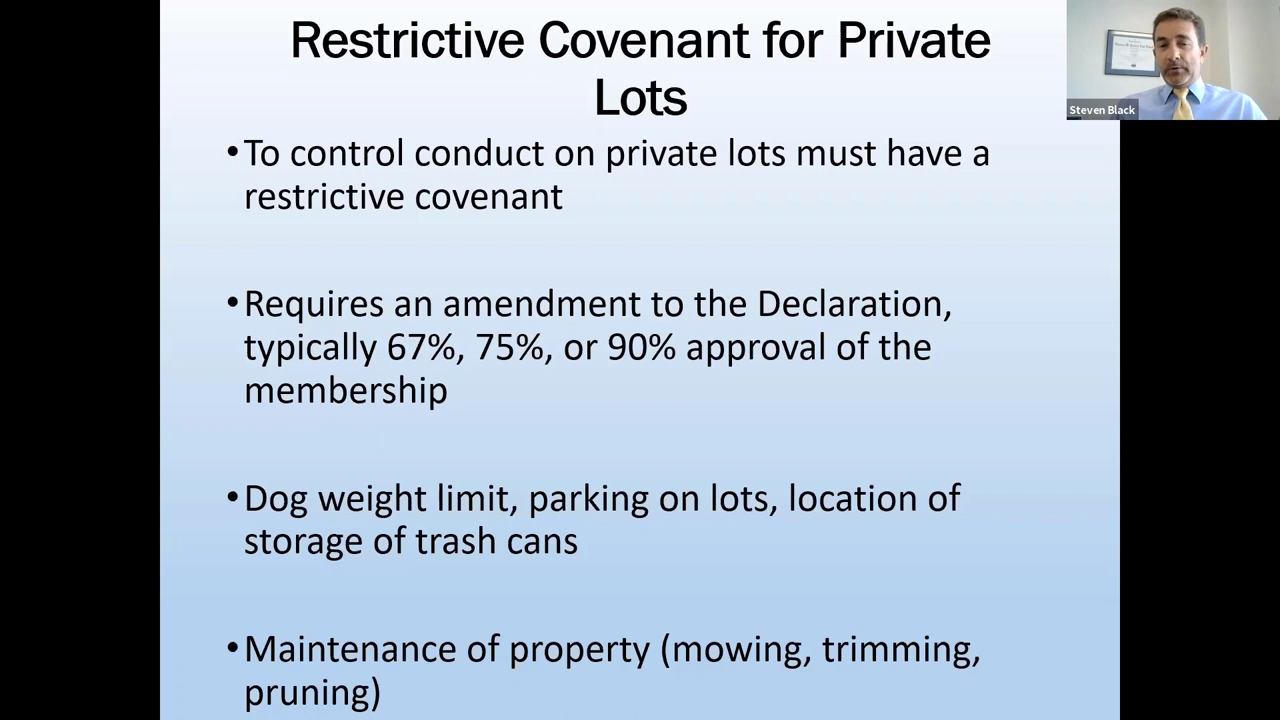 Restrictive Covenant for Private
Lots
•To control conduct on private lots must have a
restrictive covenant
•Requires an amendment to the Declaration,
typically 67%, 75%, or 90% approval of the
membership
•Dog weight limit, parking on lots, location of
storage of trash cans
•Maintenance of property (mowing, trimming,
pruning)
Steven Black